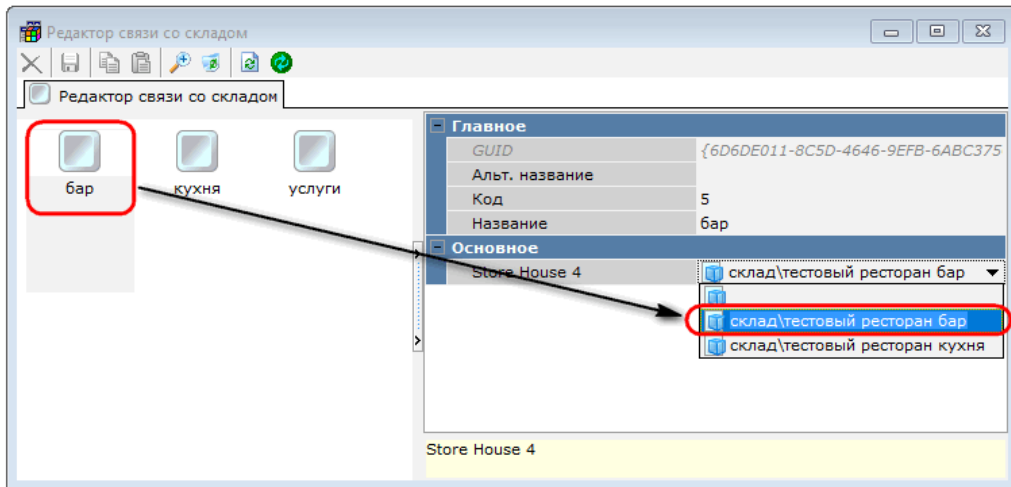 Редактор связи со складом
Редактор связи со складом
бар
кухня
услуги
Главное
GUID {6D6DE011-8C5D-4646-9EFB-6ABC375
Альт. название
Код 5
Название бар
Основное
Store House 4 склад\тестовый ресторан бар
склад\тестовый ресторан бар
склад\тестовый ресторан кухня
Store House 4